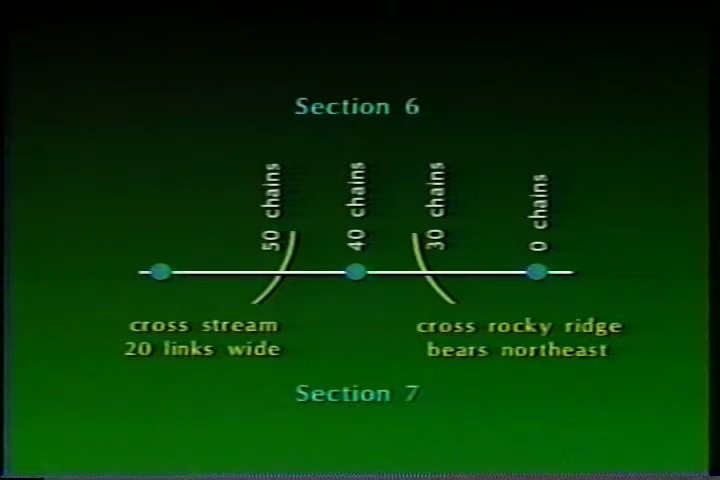 Section 6
50 chains
40 chains
30 chains
0 chains
cross stream
20 links wide
cross rocky ridge
bears northeast
Section 7